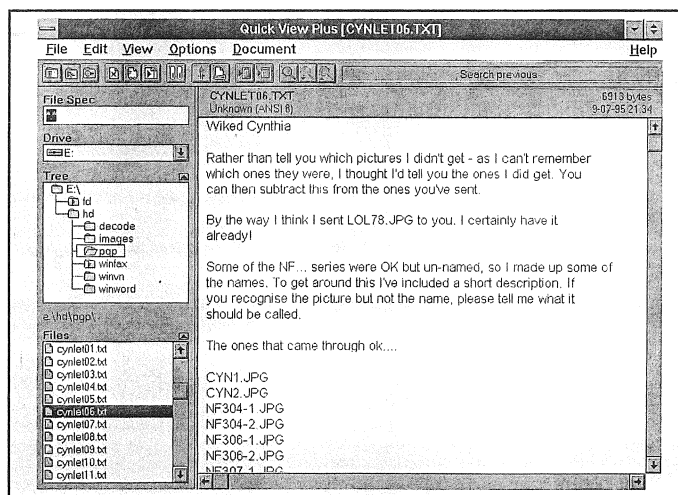 Quick View Plus [CYNLET06.TXT]
File Edit View Options Document Help
Search previous
File Spec
Drive
E:
Tree
E:\
fd
hd
decode
images
pgp
winfax
winvn
winword
e:\hd\pgp\
Files
cynlet01.txt
cynlet02.txt
cynlet03.txt
cynlet04.txt
cynlet05.txt
cynlet06.txt
cynlet07.txt
cynlet08.txt
cynlet09.txt
cynlet10.txt
cynlet11.txt
CYNLET06.TXT 6913 bytes
Unknown (ANSI 8) 9-07-95 21:34
Wiked Cynthia
Rather than tell you which pictures I didn't get - as I can't remember
which ones they were, I thought I'd tell you the ones I did get. You
can then subtract this from the ones you've sent.
By the way I think I sent LOL78.JPG to you. I certainly have it
already!
Some of the NF... series were OK but un-named, so I made up some of
the names. To get around this I've included a short description. If
you recognise the picture but not the name, please tell me what it
should be called.
The ones that came through ok....
CYN1.JPG
CYN2.JPG
NF304-1.JPG
NF304-2.JPG
NF306-1.JPG
NF306-2.JPG
NF307-1.JPG